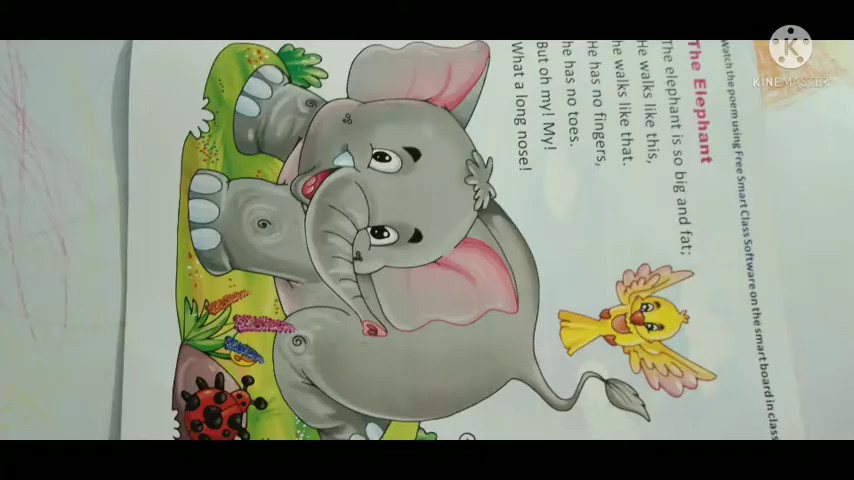 Watch the poem using Free Smart Class Software on the smart board in class
The Elephant
The elephant is so big and fat;
He walks like this,
he walks like that.
He has no fingers,
he has no toes.
But oh my! My!
What a long nose!
K
KINEMASTER